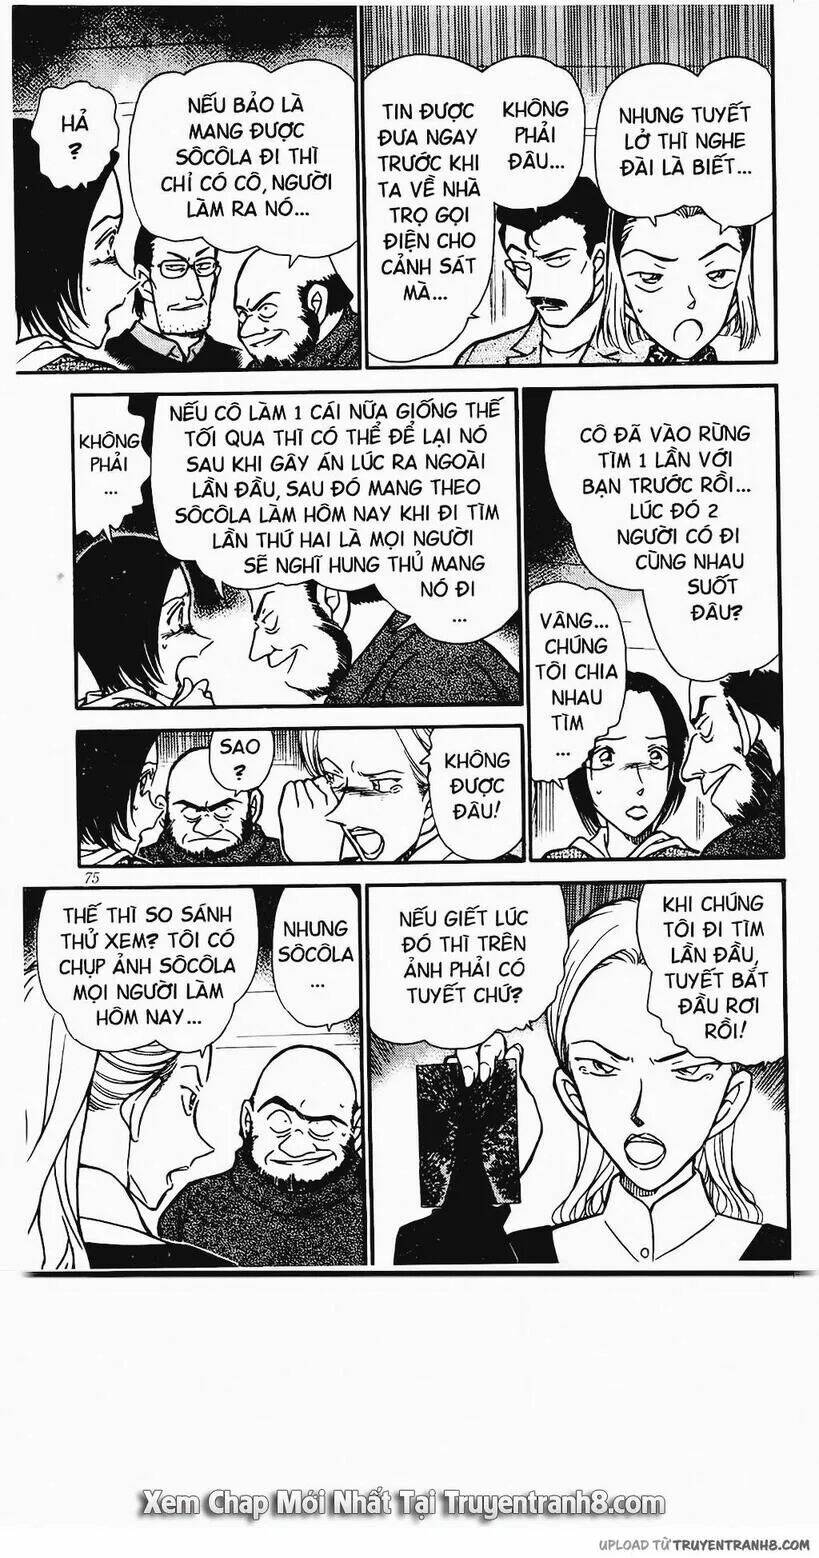 NHƯNG TUYẾT
LỞ THÌ NGHE
ĐÀI LÀ BIẾT...
KHÔNG
PHẢI
ĐÂU...
TIN ĐƯỢC
ĐƯA NGAY
TRƯỚC KHI
TA VỀ NHÀ
TRỌ GỌI
ĐIỆN CHO
CẢNH SÁT
MÀ...
NẾU BẢO LÀ
MANG ĐƯỢC
SÔCÔLA ĐI THÌ
CHỈ CÓ CÔ, NGƯỜI
LÀM RA NÓ...
HẢ
?
CÔ ĐÃ VÀO RỪNG
TÌM 1 LẦN VỚI
BẠN TRƯỚC RỒI...
LÚC ĐÓ 2
NGƯỜI CÓ ĐI
CÙNG NHAU
SUỐT
ĐÂU?
VÂNG...
CHÚNG
TÔI CHIA
NHAU
TÌM
...
NẾU CÔ LÀM 1 CÁI NỮA GIỐNG THẾ
TỐI QUA THÌ CÓ THỂ ĐỂ LẠI NÓ
SAU KHI GÂY ÁN LÚC RA NGOÀI
LẦN ĐẦU, SAU ĐÓ MANG THEO
SÔCÔLA LÀM HÔM NAY KHI ĐI TÌM
LẦN THỨ HAI LÀ MỌI NGƯỜI
SẼ NGHĨ HUNG THỦ MANG
NÓ ĐI
...
KHÔNG
PHẢI
...
KHÔNG
ĐƯỢC
ĐÂU!
SAO
?
75
KHI CHÚNG
TÔI ĐI TÌM
LẦN ĐẦU,
TUYẾT BẮT
ĐẦU RƠI
RỒI!
NẾU GIẾT LÚC
ĐÓ THÌ TRÊN
ẢNH PHẢI CÓ
TUYẾT CHỨ?
NHƯNG
SÔCÔLA
...
THẾ THÌ SO SÁNH
THỬ XEM? TÔI CÓ
CHỤP ẢNH SÔCÔLA
MỌI NGƯỜI LÀM
HÔM NAY...
Xem Chap Mới Nhất Tại Truyentranh8.com
UPLOAD TỪ TRUYENTRANH8.COM